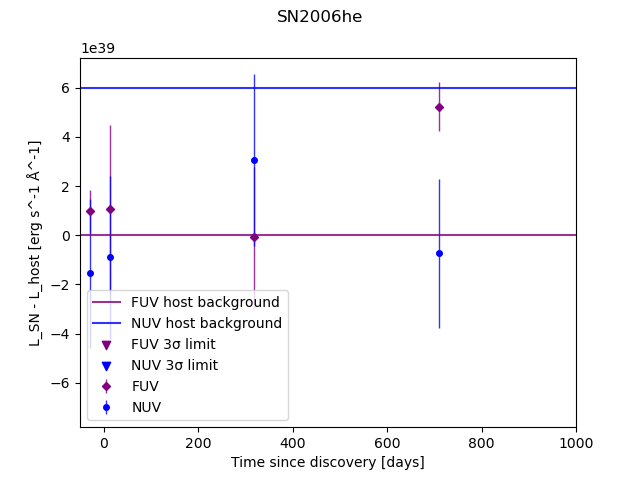 SN2006he
1e39
6
4
2
0
−2
−4
−6
L_SN - L_host [erg s^-1 Å^-1]
FUV host background
NUV host background
FUV 3σ limit
NUV 3σ limit
FUV
NUV
0 200 400 600 800 1000
Time since discovery [days]